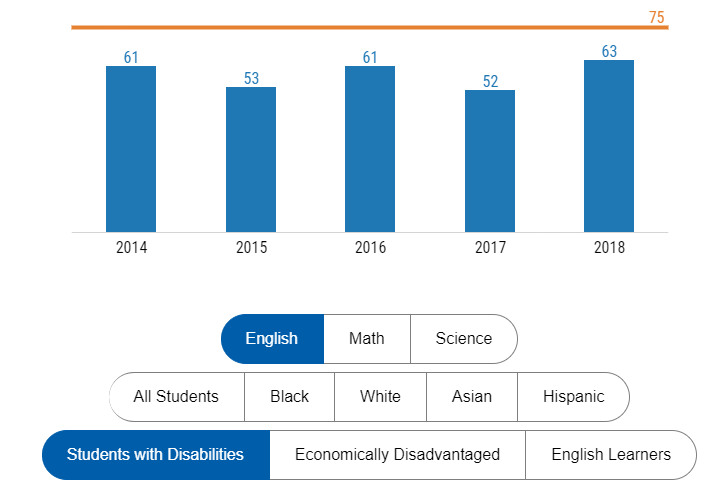 75
61 53 61 52 63
2014 2015 2016 2017 2018
English Math Science
All Students Black White Asian Hispanic
Students with Disabilities Economically Disadvantaged English Learners